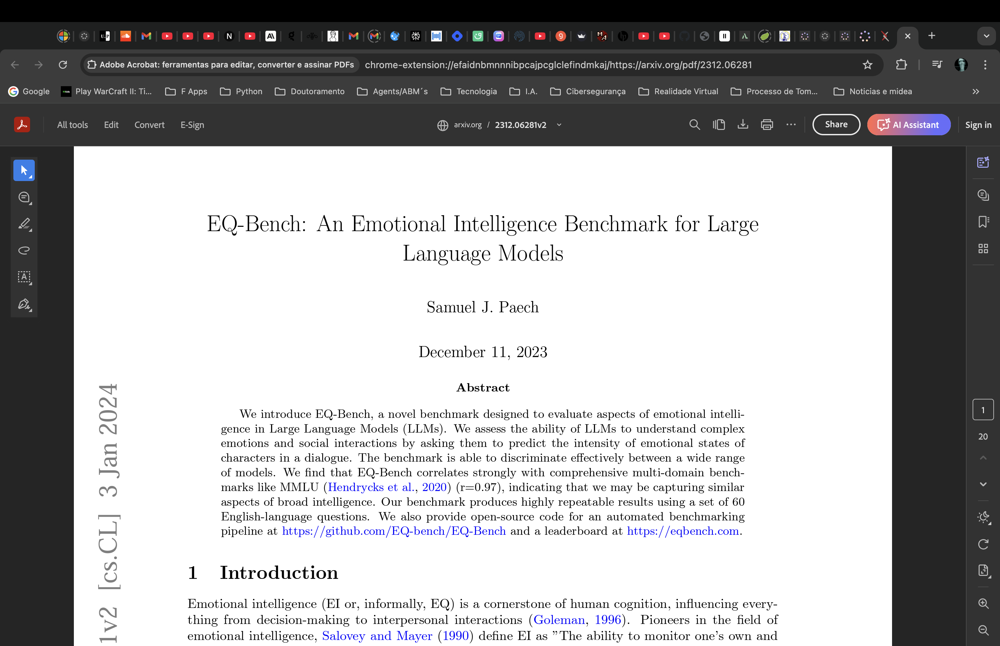 Adobe Acrobat: ferramentas para editar, converter e assinar PDFs
chrome-extension://efaidnbmnnnibpcajpcglclefindmkaj/https://arxiv.org/pdf/2312.06281
Google
Play WarCraft II: Ti...
F Apps
Python
Doutoramento
Agents/ABM´s
Tecnologia
I.A.
Cibersegurança
Realidade Virtual
Processo de Tom...
Noticias e midea
All tools
Edit
Convert
E-Sign
arxiv.org / 2312.06281v2
Share
AI Assistant
Sign in
EQ-Bench: An Emotional Intelligence Benchmark for Large
Language Models
Samuel J. Paech
December 11, 2023
Abstract
We introduce EQ-Bench, a novel benchmark designed to evaluate aspects of emotional intelli-
gence in Large Language Models (LLMs). We assess the ability of LLMs to understand complex
emotions and social interactions by asking them to predict the intensity of emotional states of
characters in a dialogue. The benchmark is able to discriminate effectively between a wide range
of models. We find that EQ-Bench correlates strongly with comprehensive multi-domain bench-
marks like MMLU (Hendrycks et al., 2020) (r=0.97), indicating that we may be capturing similar
aspects of broad intelligence. Our benchmark produces highly repeatable results using a set of 60
English-language questions. We also provide open-source code for an automated benchmarking
pipeline at https://github.com/EQ-bench/EQ-Bench and a leaderboard at https://eqbench.com.
1 Introduction
Emotional intelligence (EI or, informally, EQ) is a cornerstone of human cognition, influencing every-
thing from decision-making to interpersonal interactions (Goleman, 1996). Pioneers in the field of
emotional intelligence, Salovey and Mayer (1990) define EI as ”The ability to monitor one’s own and
1v2 [cs.CL] 3 Jan 2024
1
20